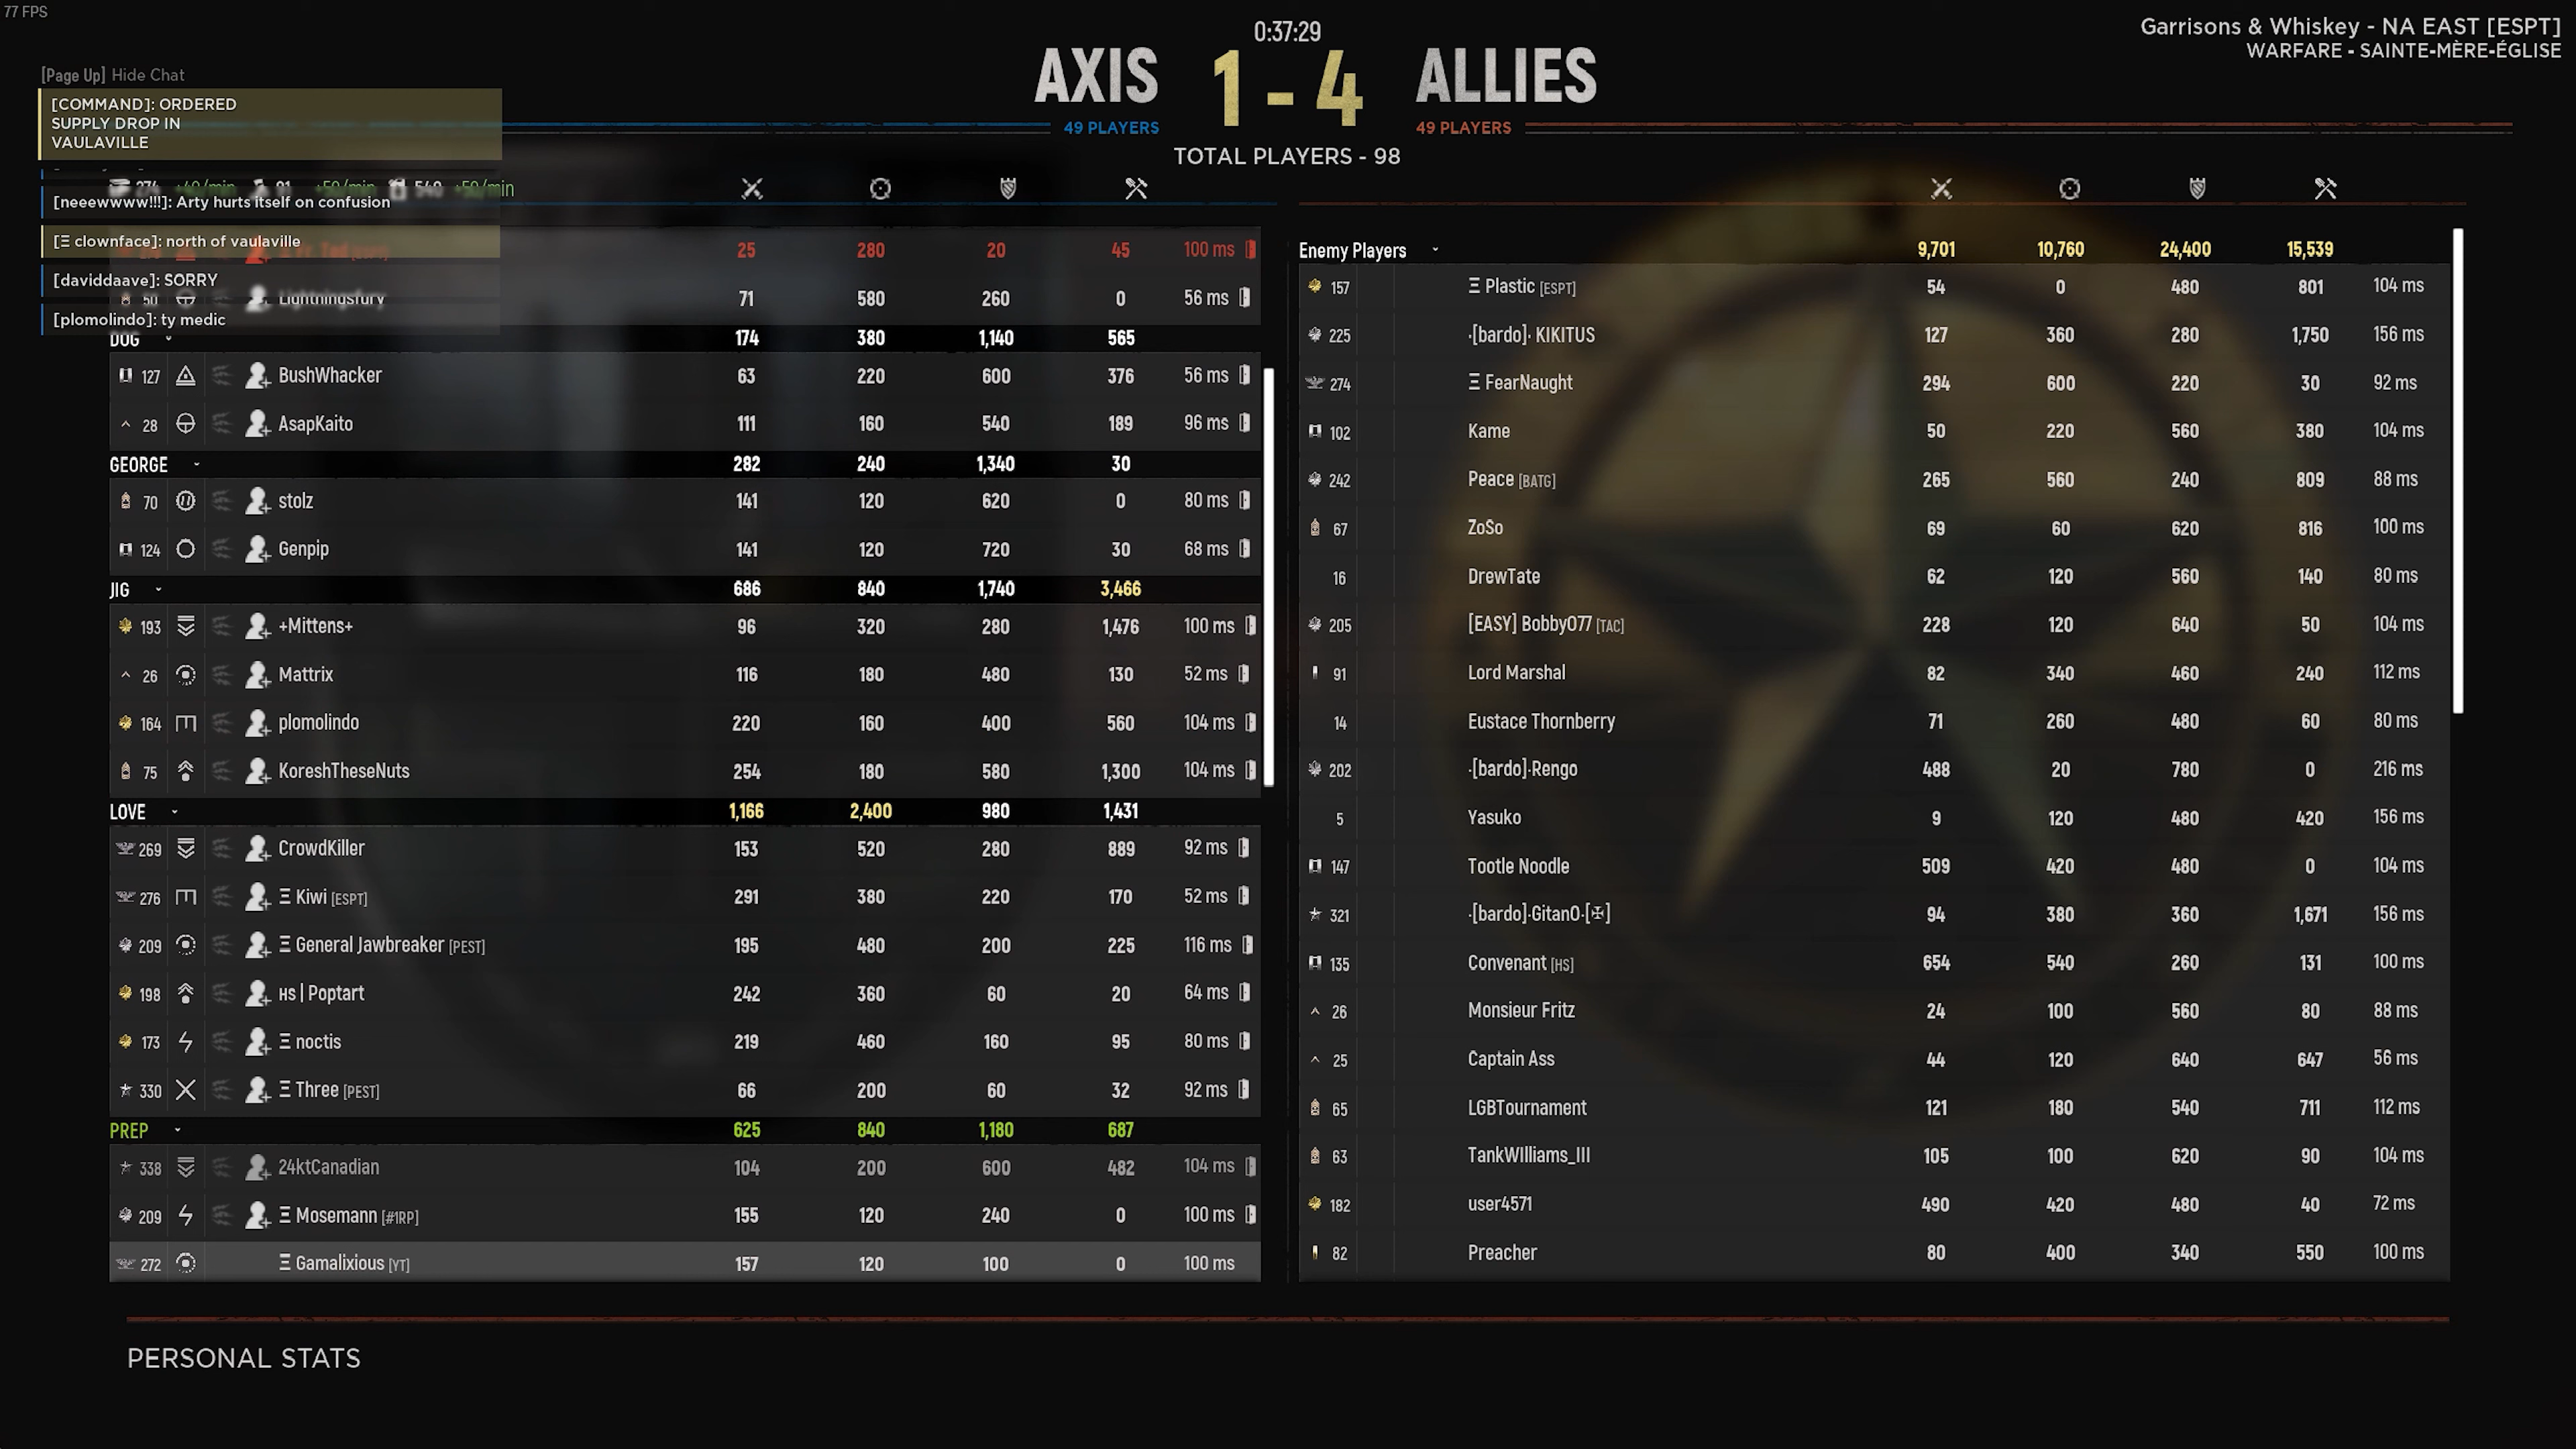 77 FPS
0:37:29
AXIS 1 - 4 ALLIES
49 PLAYERS 49 PLAYERS
TOTAL PLAYERS - 98
Garrisons & Whiskey - NA EAST [ESPT]
WARFARE - SAINTE-MÈRE-ÉGLISE
[Page Up] Hide Chat
[COMMAND]: ORDERED
SUPPLY DROP IN
VAULAVILLE
[neeewwww!!!]: Arty hurts itself on confusion
[Ξ clownface]: north of vaulaville
[daviddaave]: SORRY
[plomolindo]: ty medic
25 280 20 45 100 ms
50 Lightningsfury 71 580 260 0 56 ms
DOG 174 380 1,140 565
127 BushWhacker 63 220 600 376 56 ms
28 AsapKaito 111 160 540 189 96 ms
GEORGE 282 240 1,340 30
70 stolz 141 120 620 0 80 ms
124 Genpip 141 120 720 30 68 ms
JIG 686 840 1,740 3,466
193 +Mittens+ 96 320 280 1,476 100 ms
26 Mattrix 116 180 480 130 52 ms
164 plomolindo 220 160 400 560 104 ms
75 KoreshTheseNuts 254 180 580 1,300 104 ms
LOVE 1,166 2,400 980 1,431
269 CrowdKiller 153 520 280 889 92 ms
276 Ξ Kiwi [ESPT] 291 380 220 170 52 ms
209 Ξ General Jawbreaker [PEST] 195 480 200 225 116 ms
198 HS | Poptart 242 360 60 20 64 ms
173 Ξ noctis 219 460 160 95 80 ms
330 Ξ Three [PEST] 66 200 60 32 92 ms
PREP 625 840 1,180 687
338 24ktCanadian 104 200 600 482 104 ms
209 Ξ Mosemann [#1RP] 155 120 240 0 100 ms
272 Ξ Gamalixious [YT] 157 120 100 0 100 ms
Enemy Players 9,701 10,760 24,400 15,539
157 Ξ Plastic [ESPT] 54 0 480 801 104 ms
225 ·[bardo]· KIKITUS 127 360 280 1,750 156 ms
274 Ξ FearNaught 294 600 220 30 92 ms
102 Kame 50 220 560 380 104 ms
242 Peace [BATG] 265 560 240 809 88 ms
67 ZoSo 69 60 620 816 100 ms
16 DrewTate 62 120 560 140 80 ms
205 [EASY] Bobby077 [TAC] 228 120 640 50 104 ms
91 Lord Marshal 82 340 460 240 112 ms
14 Eustace Thornberry 71 260 480 60 80 ms
202 ·[bardo]·Rengo 488 20 780 0 216 ms
5 Yasuko 9 120 480 420 156 ms
147 Tootle Noodle 509 420 480 0 104 ms
321 ·[bardo]·GitanO·[✠] 94 380 360 1,671 156 ms
135 Convenant [HS] 654 540 260 131 100 ms
26 Monsieur Fritz 24 100 560 80 88 ms
25 Captain Ass 44 120 640 647 56 ms
65 LGBTournament 121 180 540 711 112 ms
63 TankWIlliams_III 105 100 620 90 104 ms
182 user4571 490 420 480 40 72 ms
82 Preacher 80 400 340 550 100 ms
PERSONAL STATS